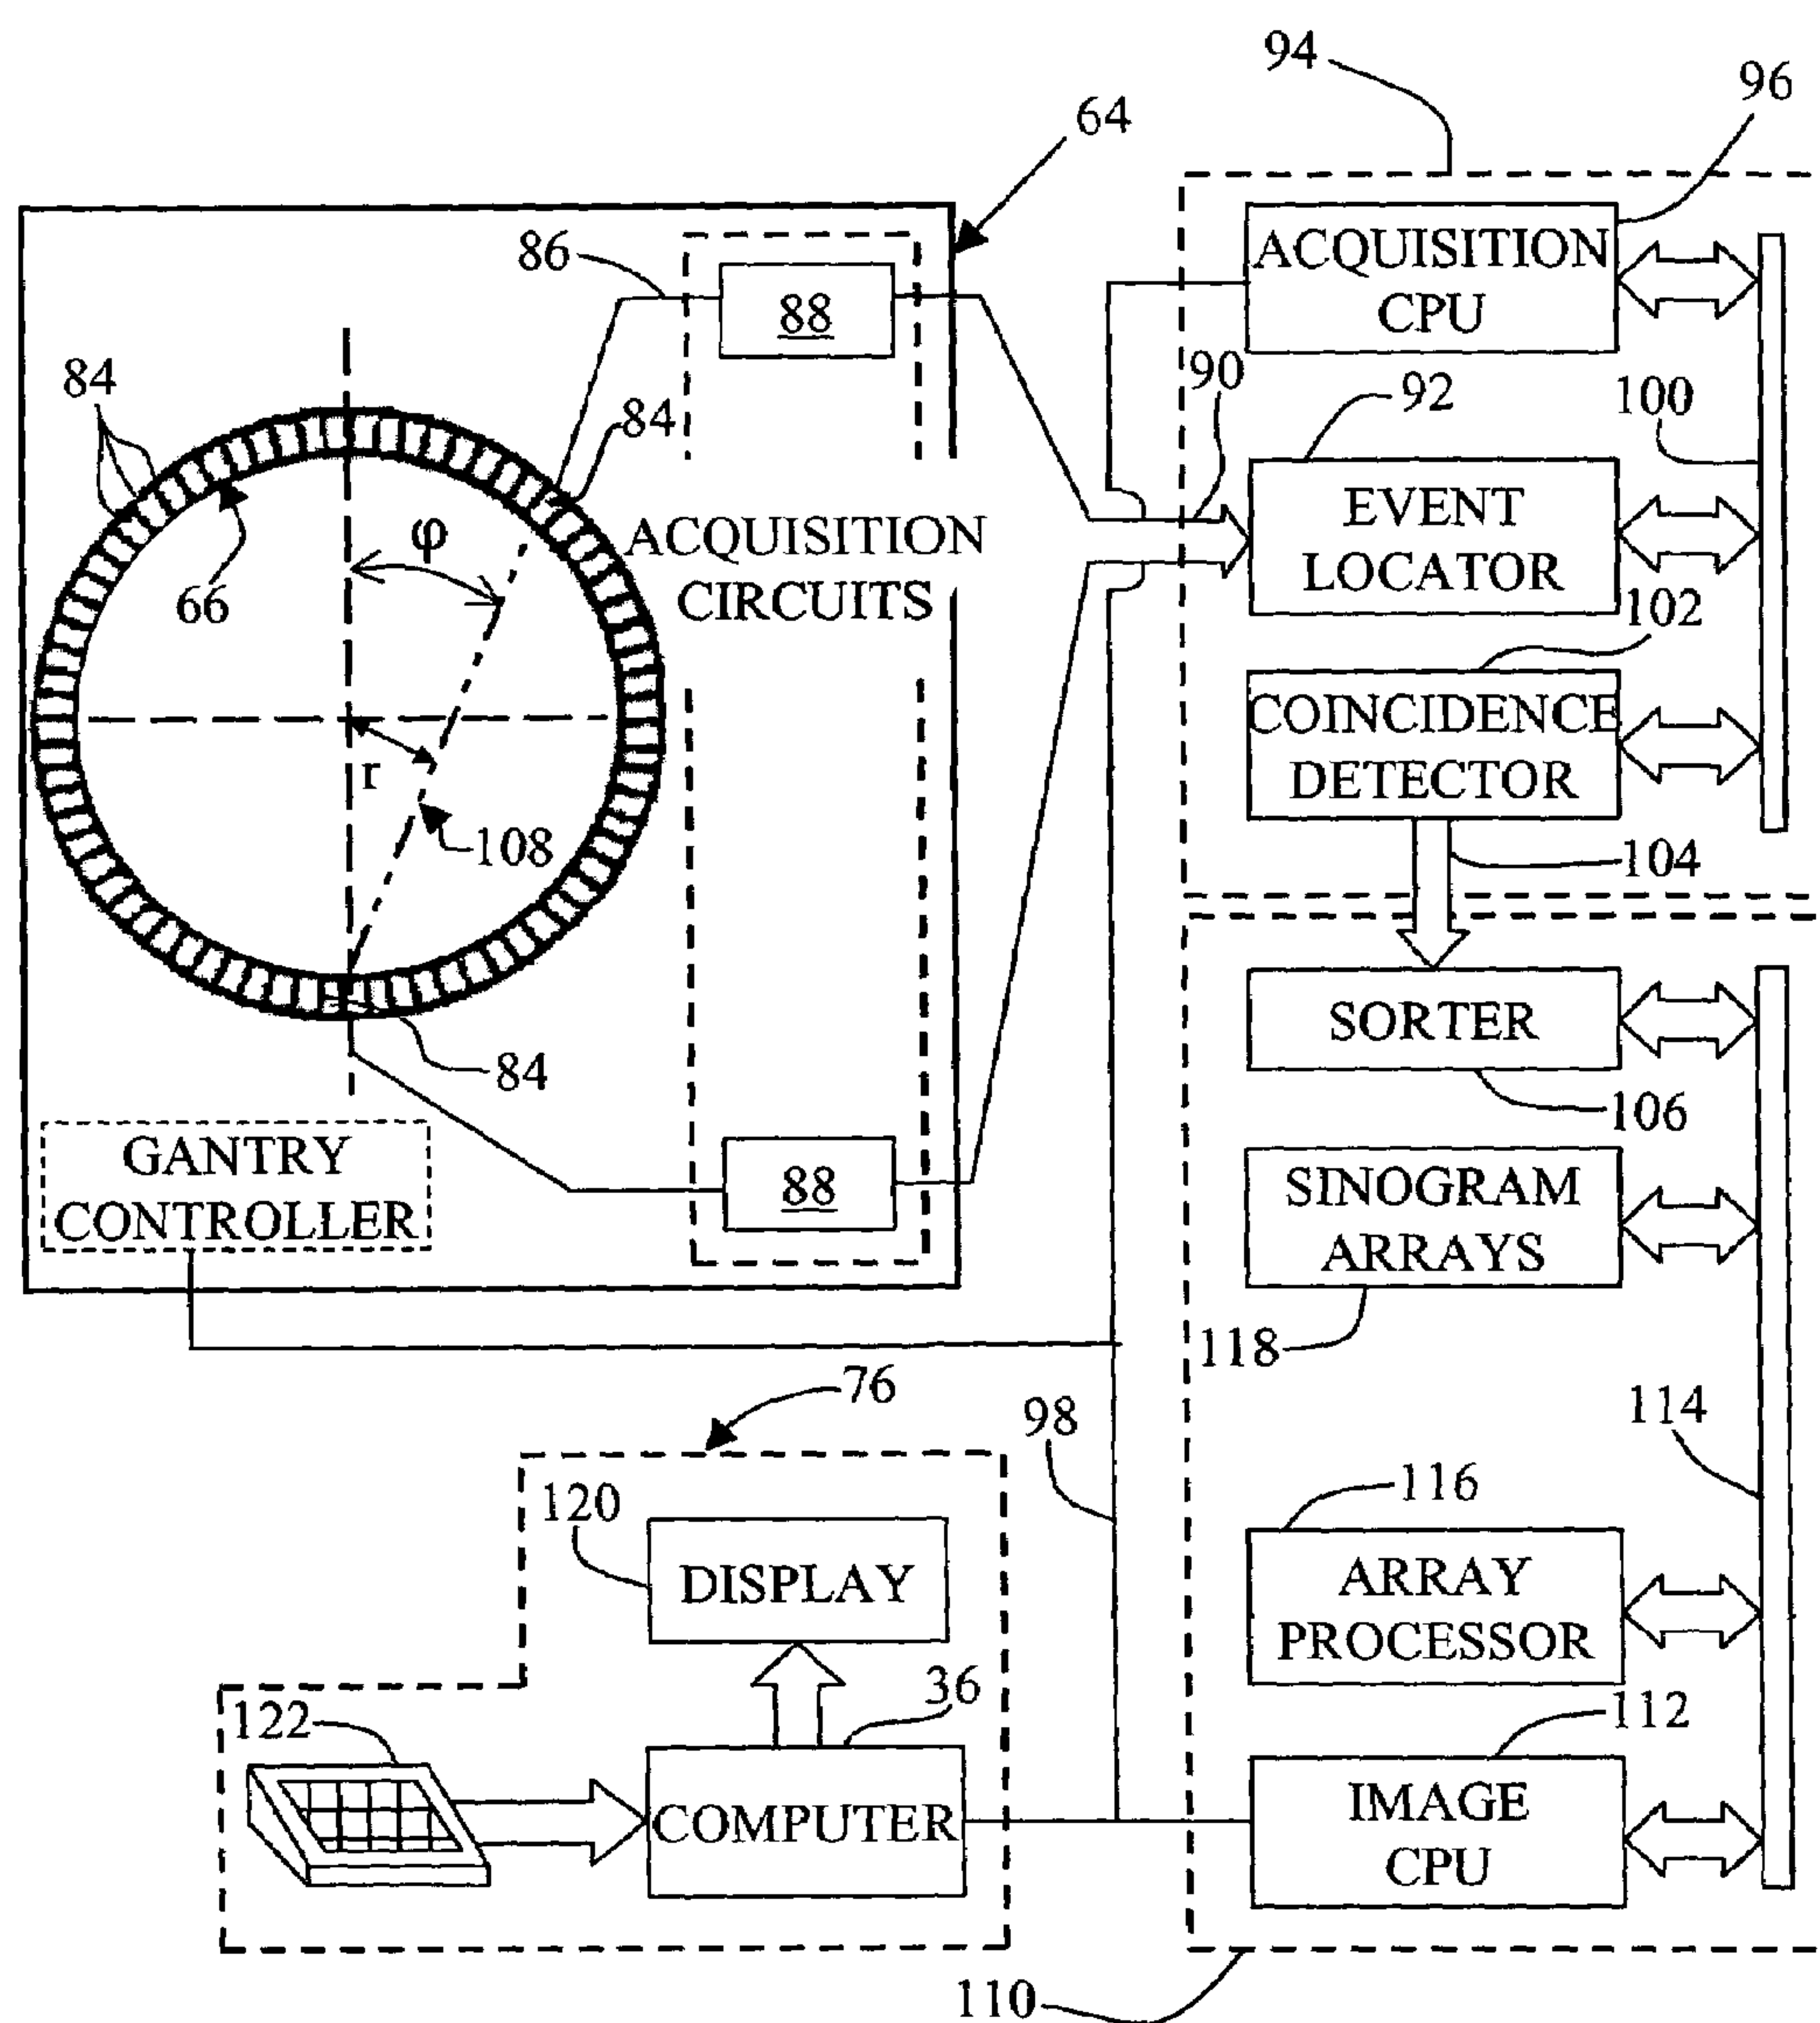 94
96
64
ACQUISITION
CPU
86
88
90
92
100
84
84
EVENT
LOCATOR
φ
ACQUISITION
CIRCUITS
66
102
COINCIDENCE
DETECTOR
r
108
104
SORTER
84
106
GANTRY
CONTROLLER
88
SINOGRAM
ARRAYS
118
76
98
114
120
116
DISPLAY
ARRAY
PROCESSOR
36
122
112
COMPUTER
IMAGE
CPU
110